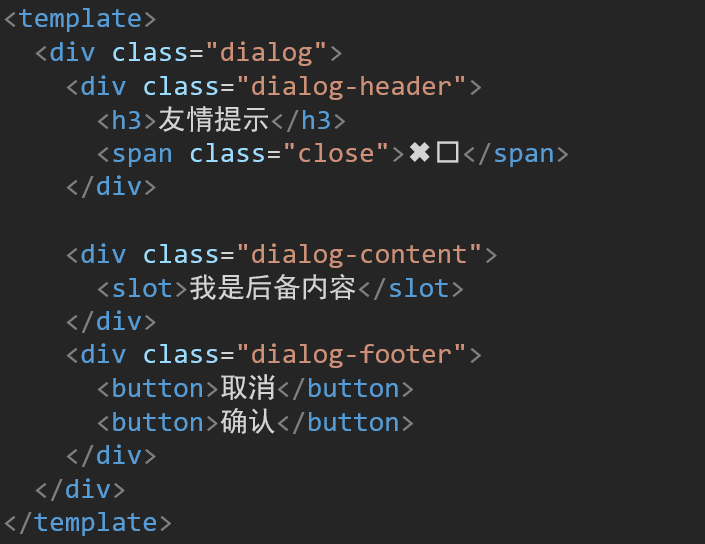 <template>
  <div class="dialog">
    <div class="dialog-header">
      <h3>友情提示</h3>
      <span class="close">✖□</span>
    </div>

    <div class="dialog-content">
      <slot>我是后备内容</slot>
    </div>
    <div class="dialog-footer">
      <button>取消</button>
      <button>确认</button>
    </div>
  </div>
</template>